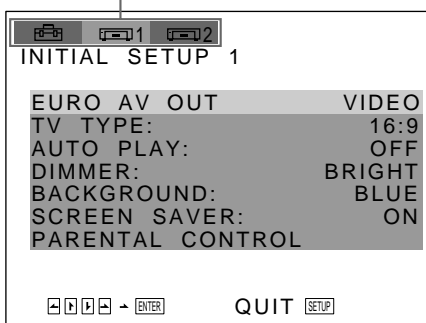 1 2
INITIAL SETUP 1
EURO AV OUT VIDEO
TV TYPE: 16:9
AUTO PLAY: OFF
DIMMER: BRIGHT
BACKGROUND: BLUE
SCREEN SAVER: ON
PARENTAL CONTROL
ENTER QUIT SETUP